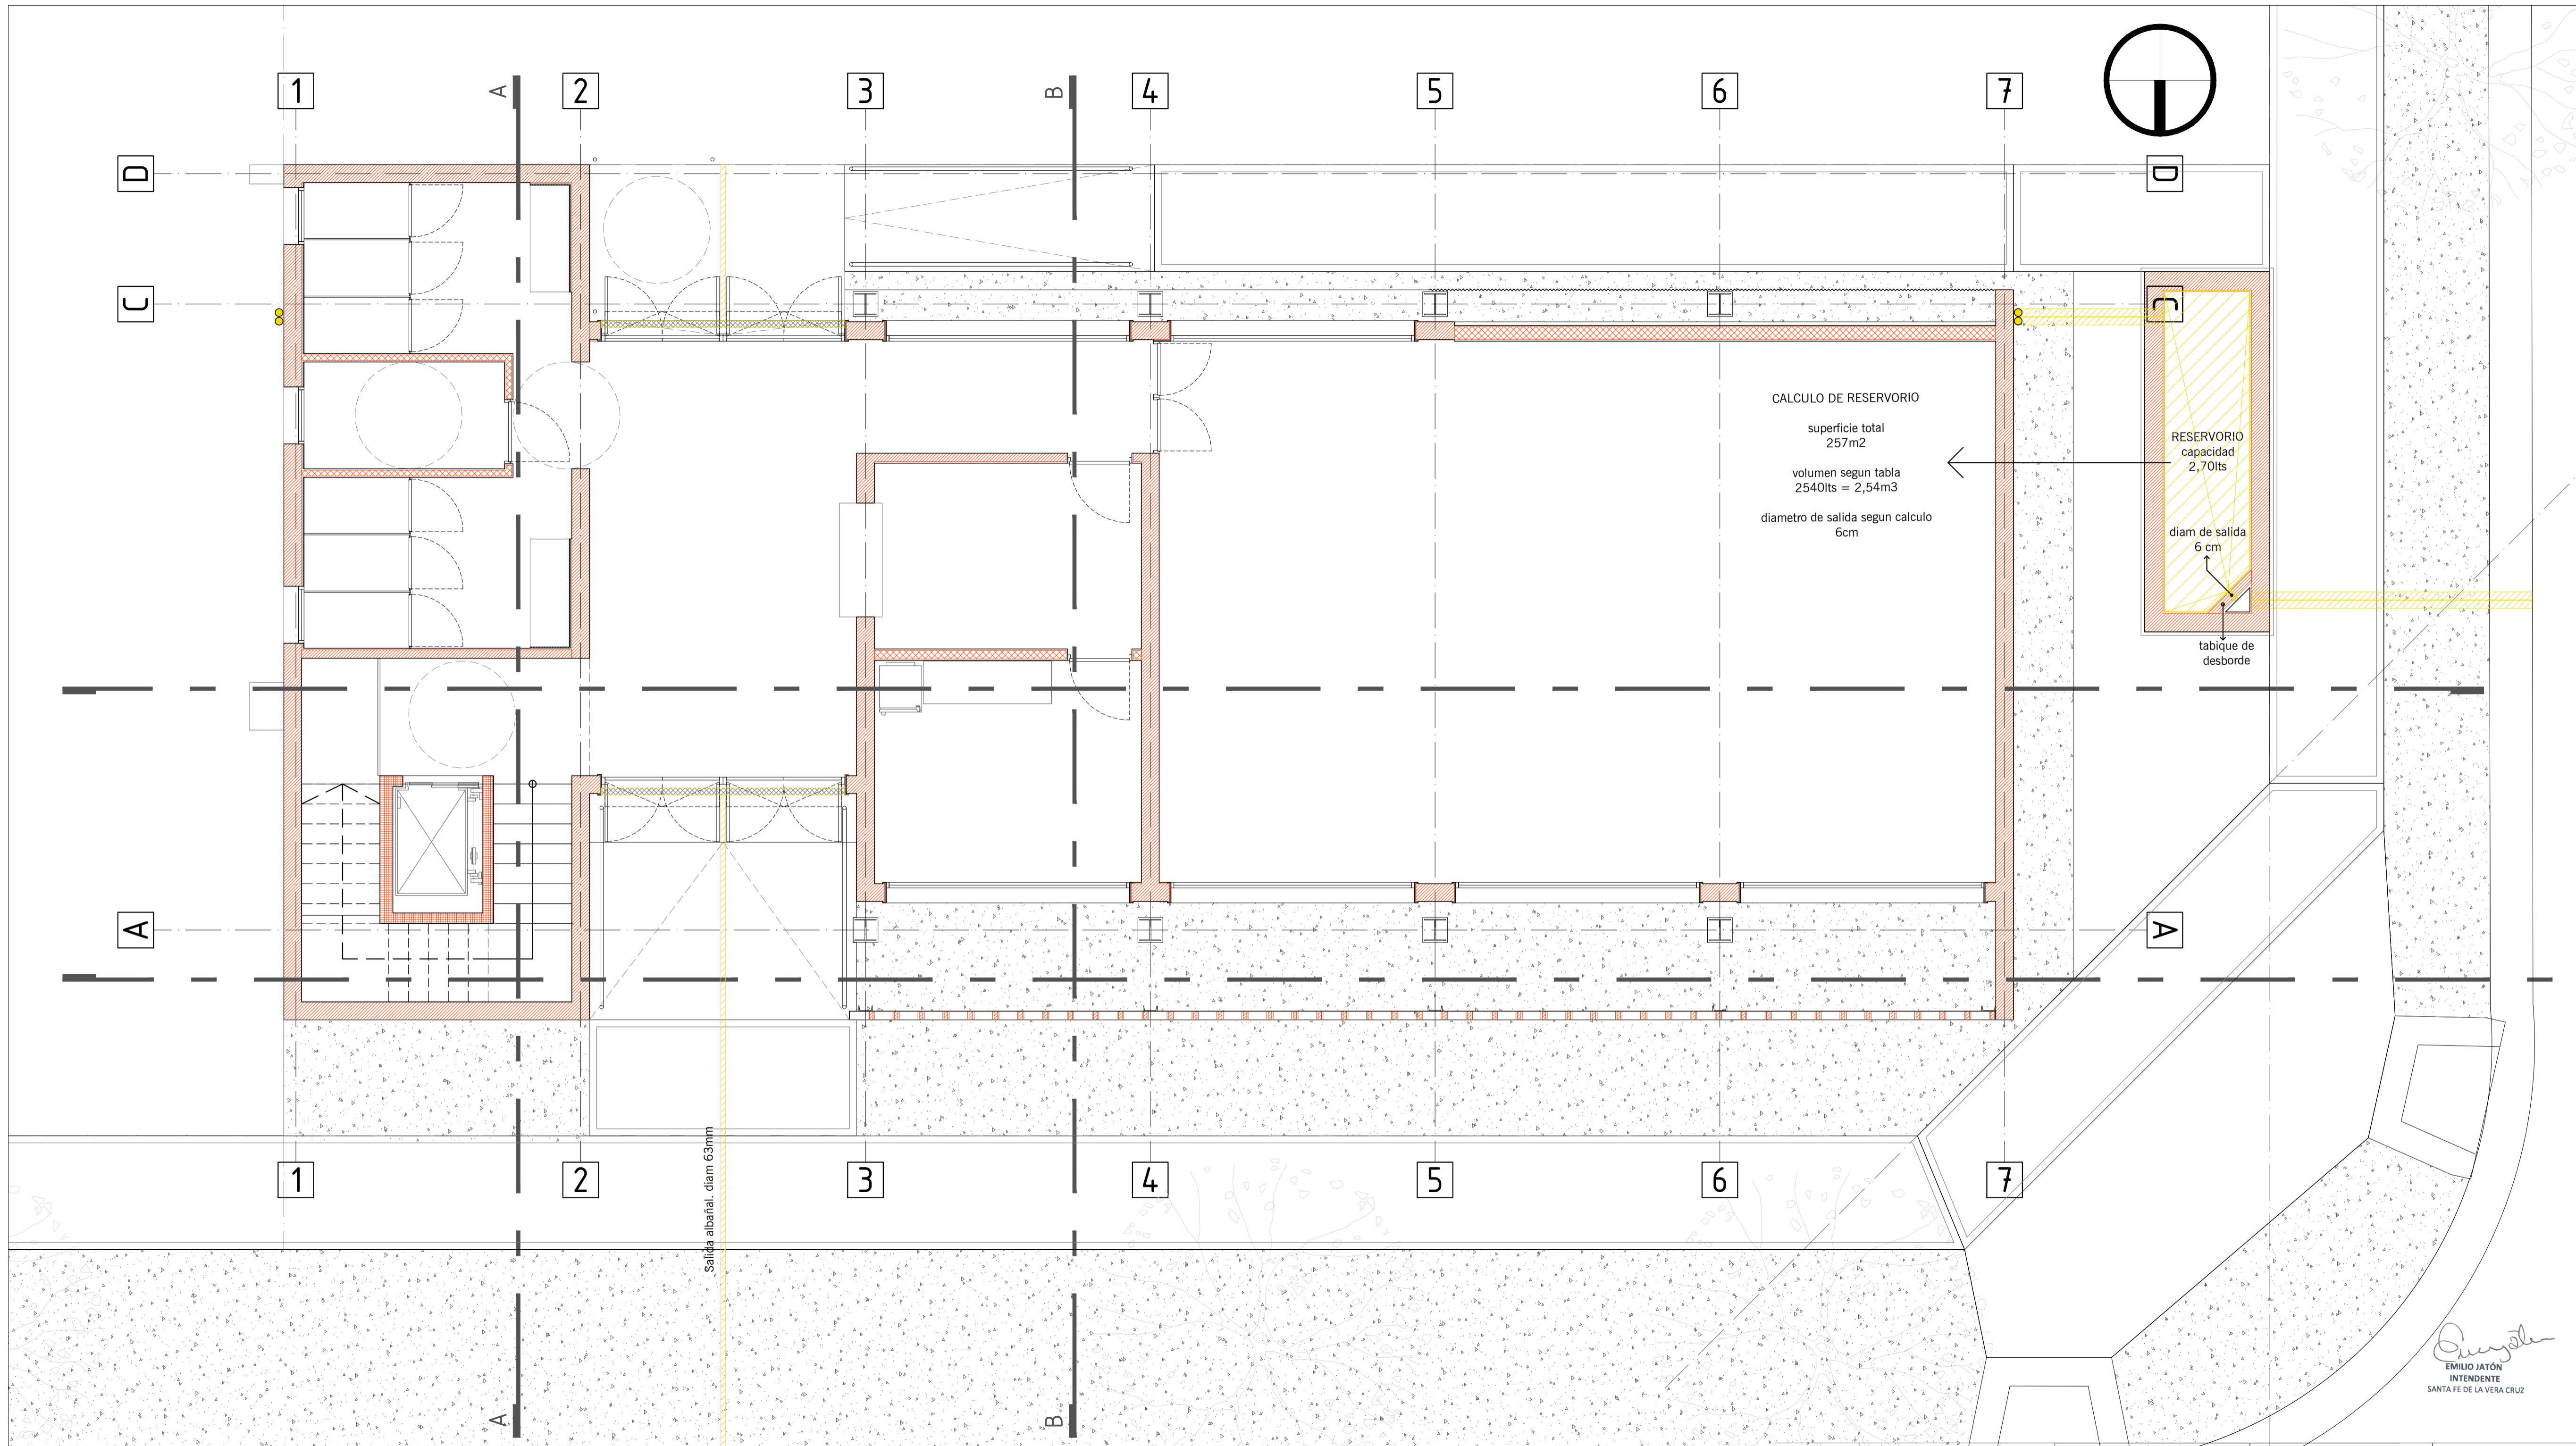 1
A
2
3
B
4
5
6
7
D
D
C
C
CALCULO DE RESERVORIO
superficie total
257m2
volumen segun tabla
2540lts = 2,54m3
diametro de salida segun calculo
6cm
RESERVORIO
capacidad
2,70lts
diam de salida
6 cm
tabique de
desborde
A
A
Salida albañal. diam 63mm
1
2
3
4
5
6
7
A
B
EMILIO JATÓN
INTENDENTE
SANTA FE DE LA VERA CRUZ